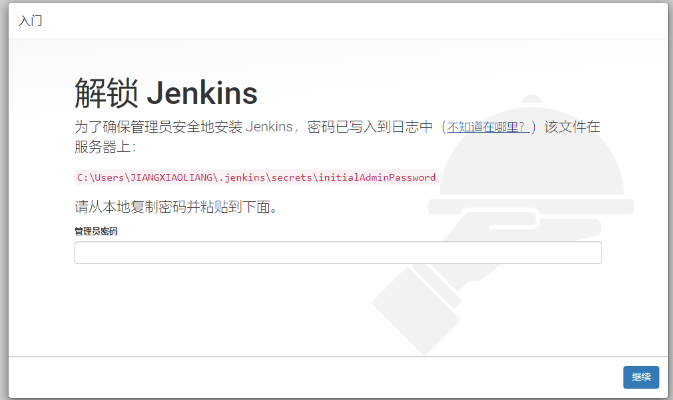 入门
解锁 Jenkins
为了确保管理员安全地安装 Jenkins，密码已写入到日志中（不知道在哪里？）该文件在
服务器上：
C:\Users\JIANGXIAOLIANG\.jenkins\secrets\initialAdminPassword
请从本地复制密码并粘贴到下面。
管理员密码
继续